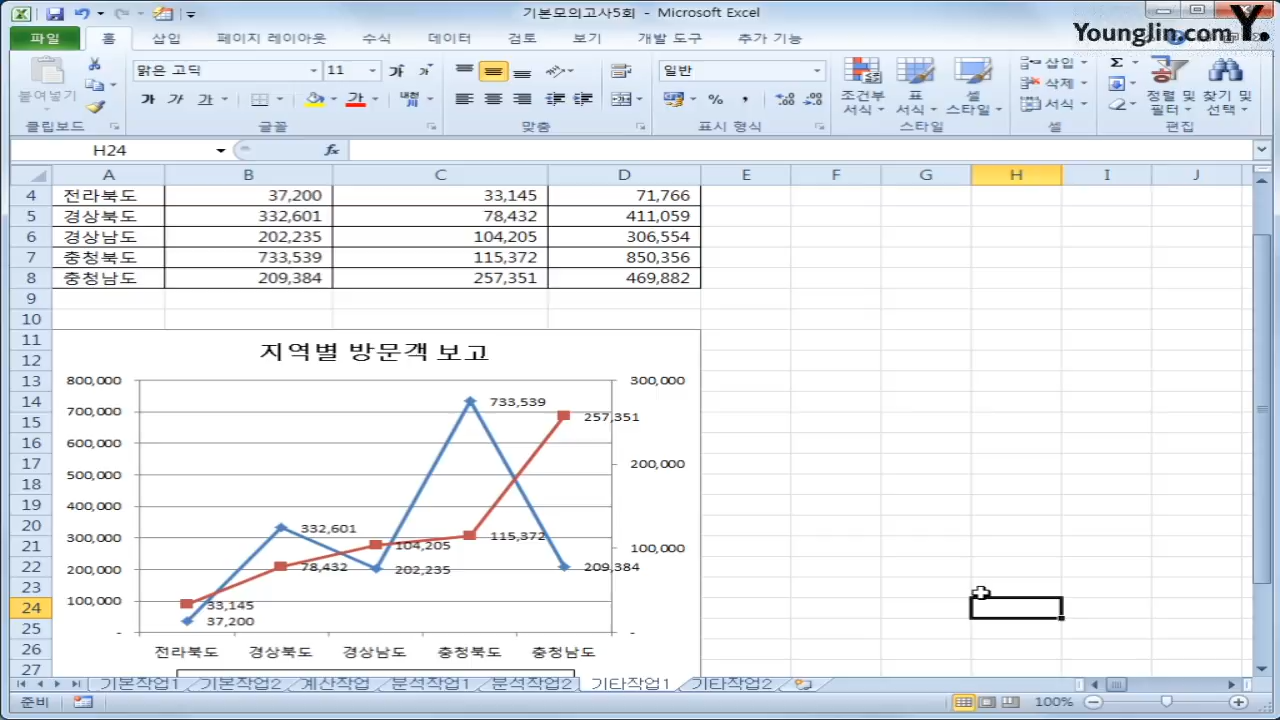 기본모의고사5회 - Microsoft Excel
YoungJin.com Y.
파일 홈 삽입 페이지 레이아웃 수식 데이터 검토 보기 개발 도구 추가 기능
붙여넣기
클립보드
맑은 고딕 11
가 가 가
글꼴
맞춤
일반
표시 형식
조건부 서식
표 서식
셀 스타일
스타일
삽입
삭제
서식
셀
정렬 및 필터
찾기 및 선택
편집
H24 fx
A B C D E F G H I J
4 전라북도 37,200 33,145 71,766
5 경상북도 332,601 78,432 411,059
6 경상남도 202,235 104,205 306,554
7 충청북도 733,539 115,372 850,356
8 충청남도 209,384 257,351 469,882
9
10
11
12
13
14
15
16
17
18
19
20
21
22
23
24
25
26
27
지역별 방문객 보고
800,000 300,000
700,000
600,000
500,000 200,000
400,000
300,000
200,000 100,000
100,000
- -
733,539
257,351
332,601
104,205
115,372
78,432
202,235
209,384
33,145
37,200
전라북도 경상북도 경상남도 충청북도 충청남도
기본작업1 기본작업2 계산작업 분석작업1 분석작업2 기타작업1 기타작업2
준비 100%